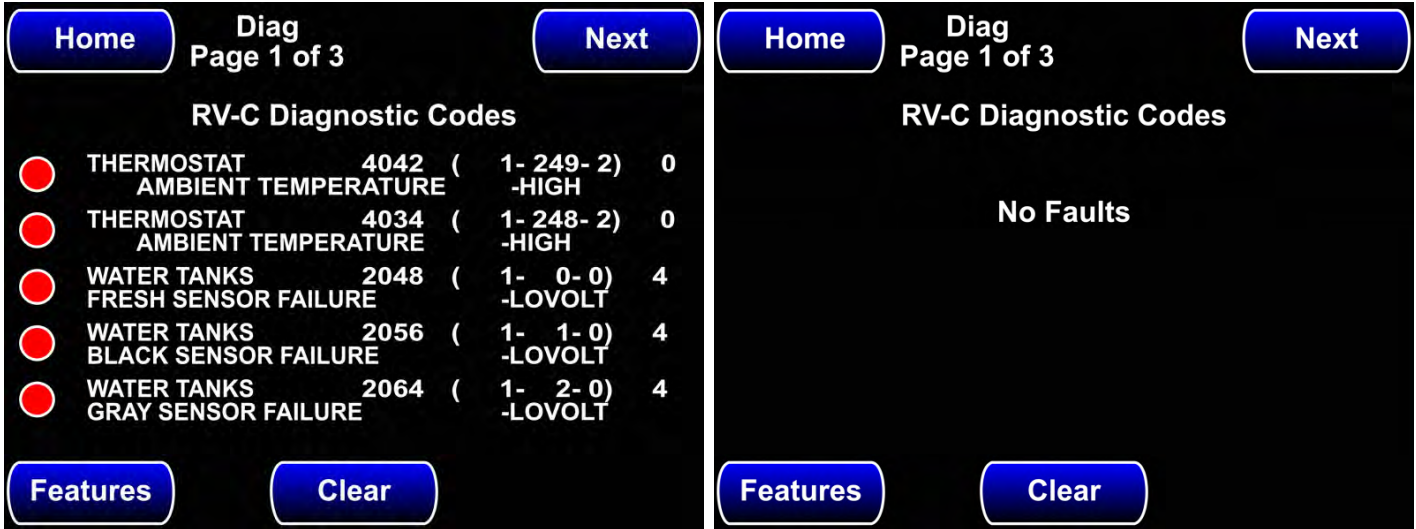 Home Diag Next
Page 1 of 3
RV-C Diagnostic Codes
THERMOSTAT 4042 ( 1- 249- 2) 0
AMBIENT TEMPERATURE -HIGH
THERMOSTAT 4034 ( 1- 248- 2) 0
AMBIENT TEMPERATURE -HIGH
WATER TANKS 2048 ( 1- 0- 0) 4
FRESH SENSOR FAILURE -LOVOLT
WATER TANKS 2056 ( 1- 1- 0) 4
BLACK SENSOR FAILURE -LOVOLT
WATER TANKS 2064 ( 1- 2- 0) 4
GRAY SENSOR FAILURE -LOVOLT
Features Clear
Home Diag Next
Page 1 of 3
RV-C Diagnostic Codes
No Faults
Features Clear